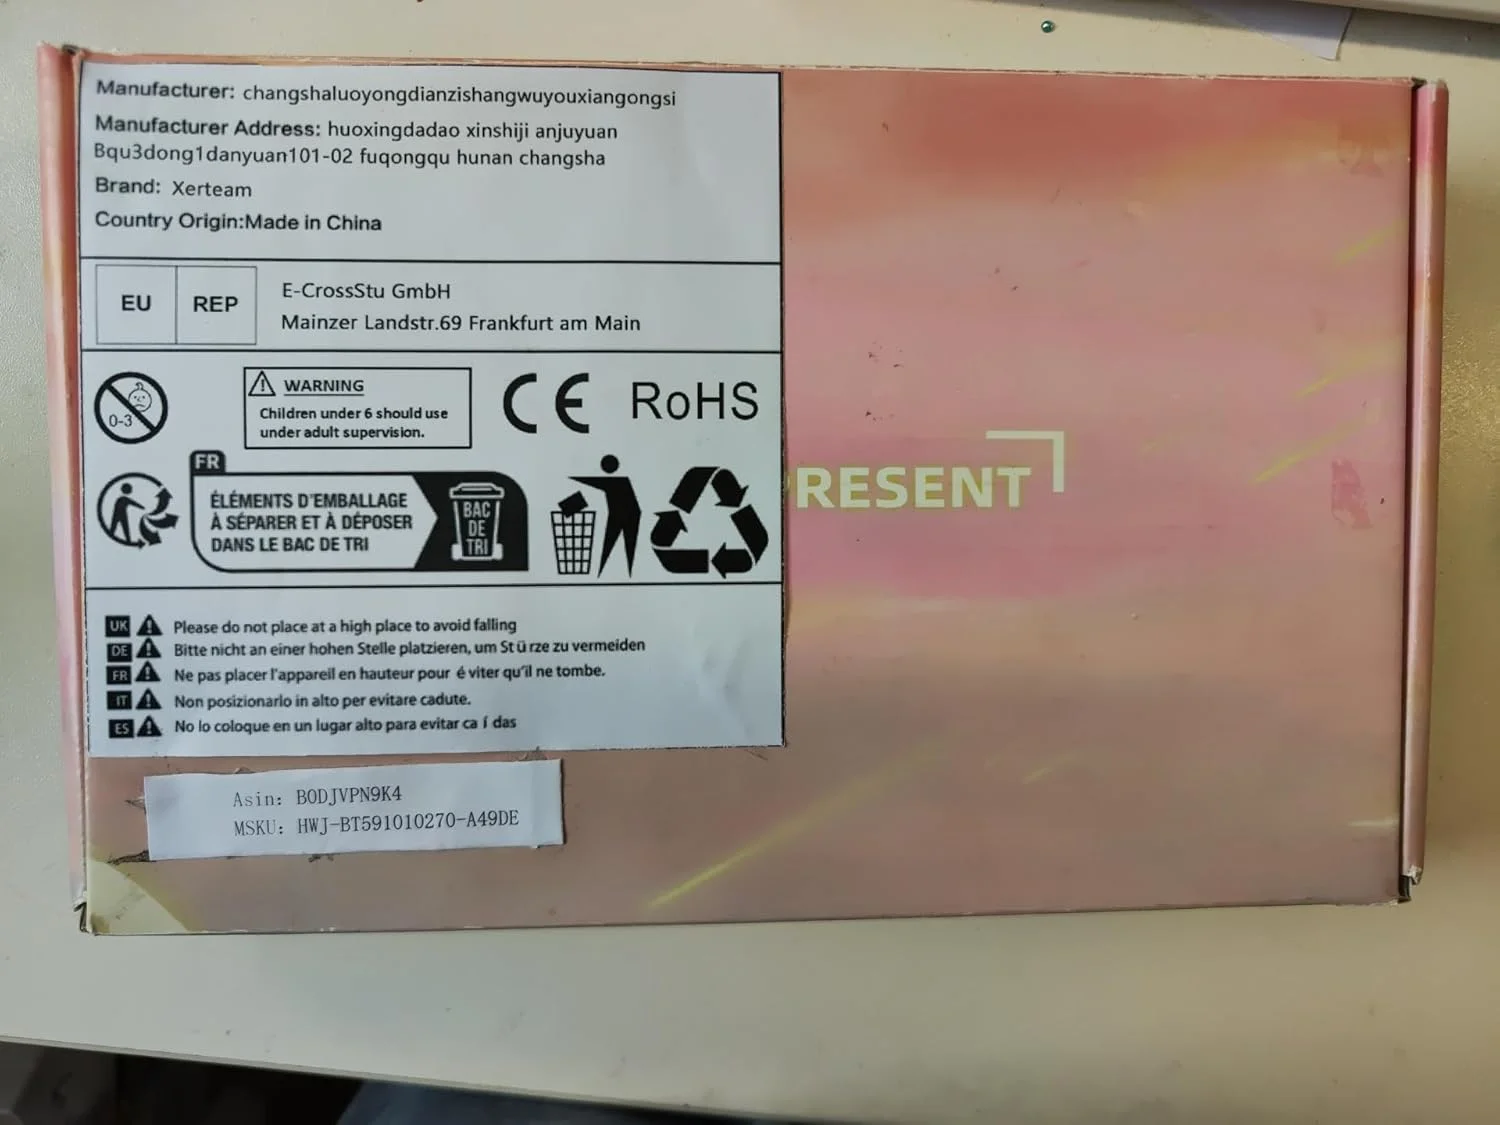 Manufacturer: changshaluoyongdianzishangwuyouxiangongsi
Manufacturer Address: huoxingdadao xinshiji anjuyuan
Bqu3dong1danyuan101-02 fuqongqu hunan changsha
Brand: Xerteam
Country Origin:Made in China
EU REP
E-CrossStu GmbH
Mainzer Landstr.69 Frankfurt am Main
0-3
WARNING
Children under 6 should use
under adult supervision.
CE RoHS
FR
ÉLÉMENTS D'EMBALLAGE
À SÉPARER ET À DÉPOSER
DANS LE BAC DE TRI
BAC
DE
TRI
RESENT
UK Please do not place at a high place to avoid falling
DE Bitte nicht an einer hohen Stelle platzieren, um St ü rze zu vermeiden
FR Ne pas placer l'appareil en hauteur pour é viter qu'il ne tombe.
IT Non posizionarlo in alto per evitare cadute.
ES No lo coloque en un lugar alto para evitar ca í das
Asin: B0DJVPN9K4
MSKU: HWJ-BT591010270-A49DE